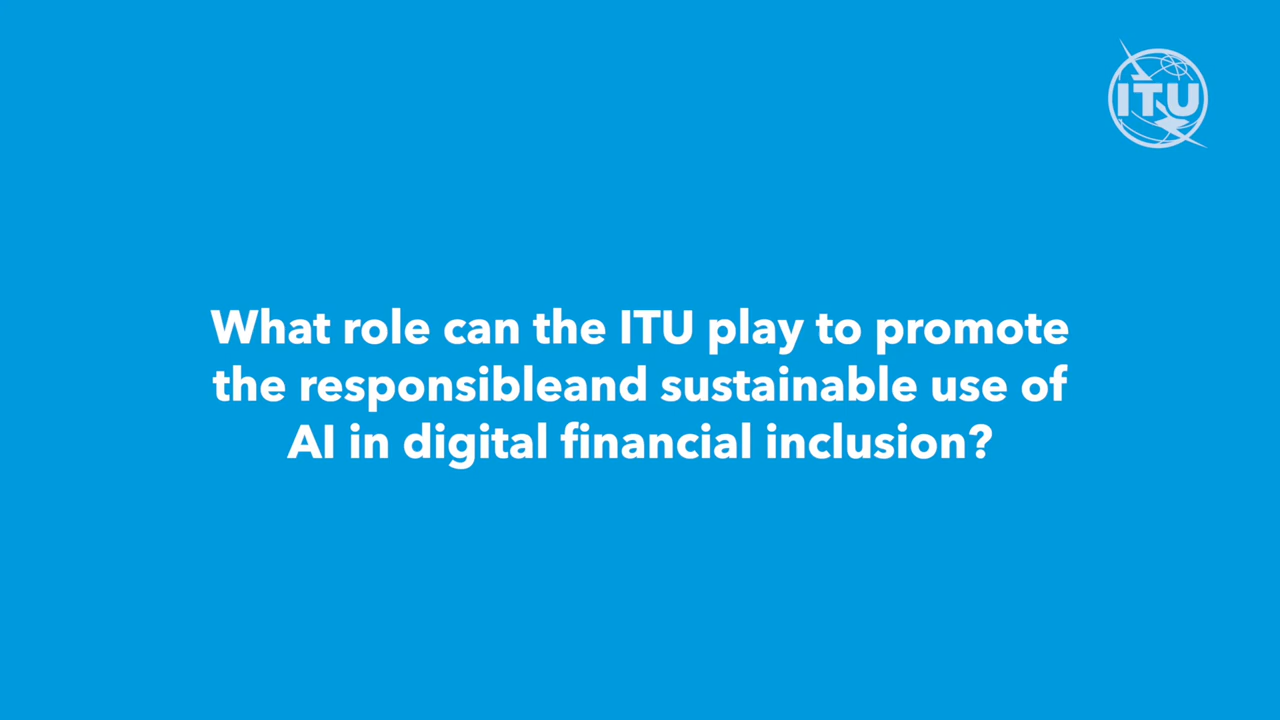 ITU
What role can the ITU play to promote
the responsibleand sustainable use of
AI in digital financial inclusion?